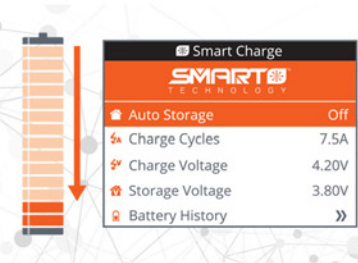 Smart Charge
SMART
TECHNOLOGY
Auto Storage Off
Charge Cycles 7.5A
Charge Voltage 4.20V
Storage Voltage 3.80V
Battery History »